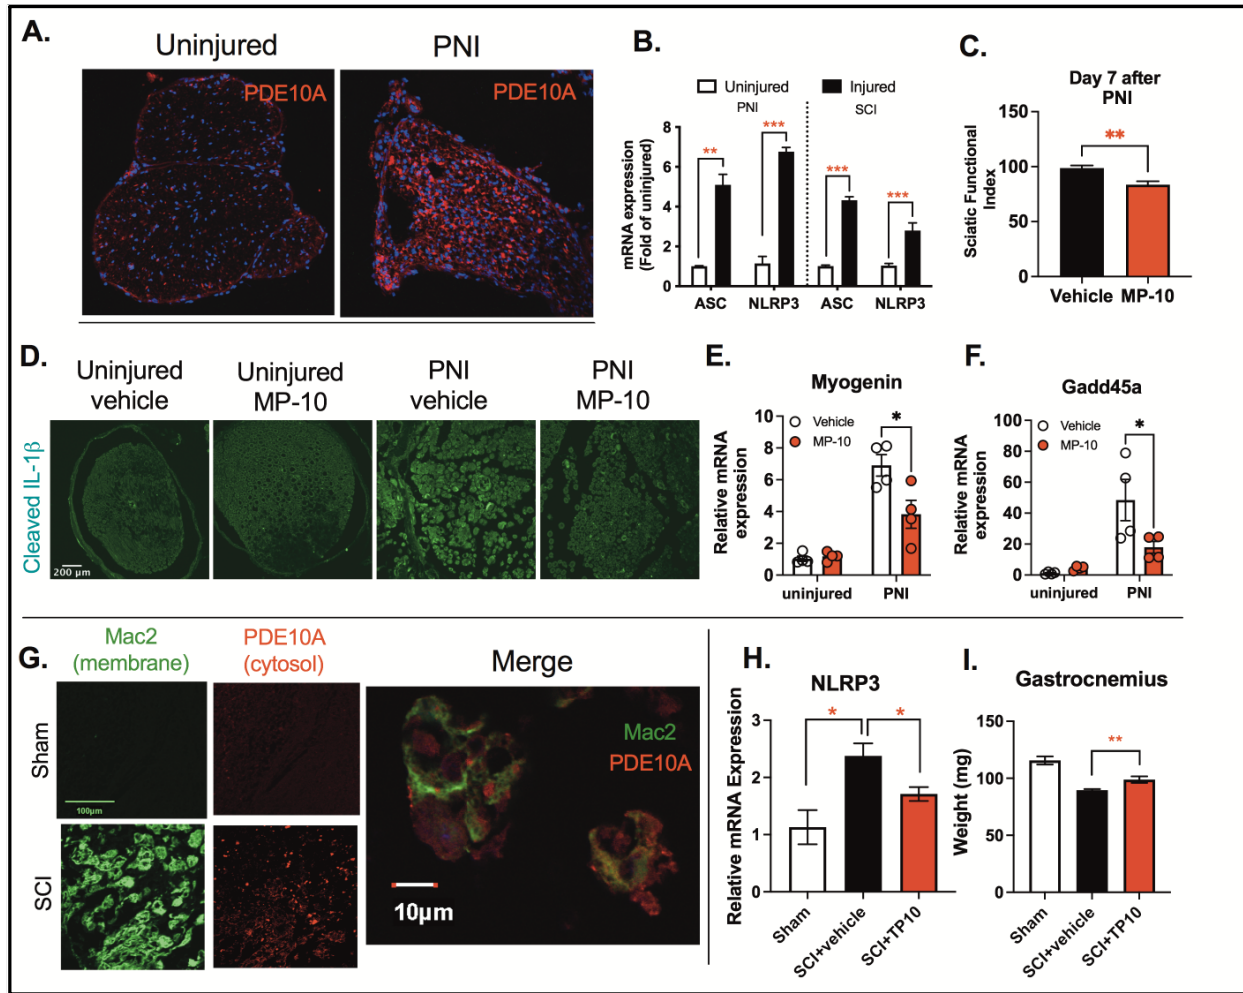 A.
Uninjured
PNI
PDE10A
PDE10A
B.
Uninjured
Injured
PNI
SCI
mRNA expression
(Fold of uninjured)
8
6
4
2
0
**
***
***
***
ASC
NLRP3
ASC
NLRP3
C.
Day 7 after
PNI
Sciatic Functional
Index
150
100
50
0
**
Vehicle
MP-10
D.
Uninjured
vehicle
Uninjured
MP-10
PNI
vehicle
PNI
MP-10
Cleaved IL-1β
200 µm
E.
Myogenin
Relative mRNA
expression
10
8
6
4
2
0
Vehicle
MP-10
*
uninjured
PNI
F.
Gadd45a
Relative mRNA
expression
100
80
60
40
20
0
Vehicle
MP-10
*
uninjured
PNI
G.
Mac2
(membrane)
PDE10A
(cytosol)
Merge
Sham
SCI
100µm
Mac2
PDE10A
10µm
H.
NLRP3
Relative mRNA Expression
3
2
1
0
*
*
Sham
SCI+vehicle
SCI+TP10
I.
Gastrocnemius
Weight (mg)
150
100
50
0
**
Sham
SCI+vehicle
SCI+TP10